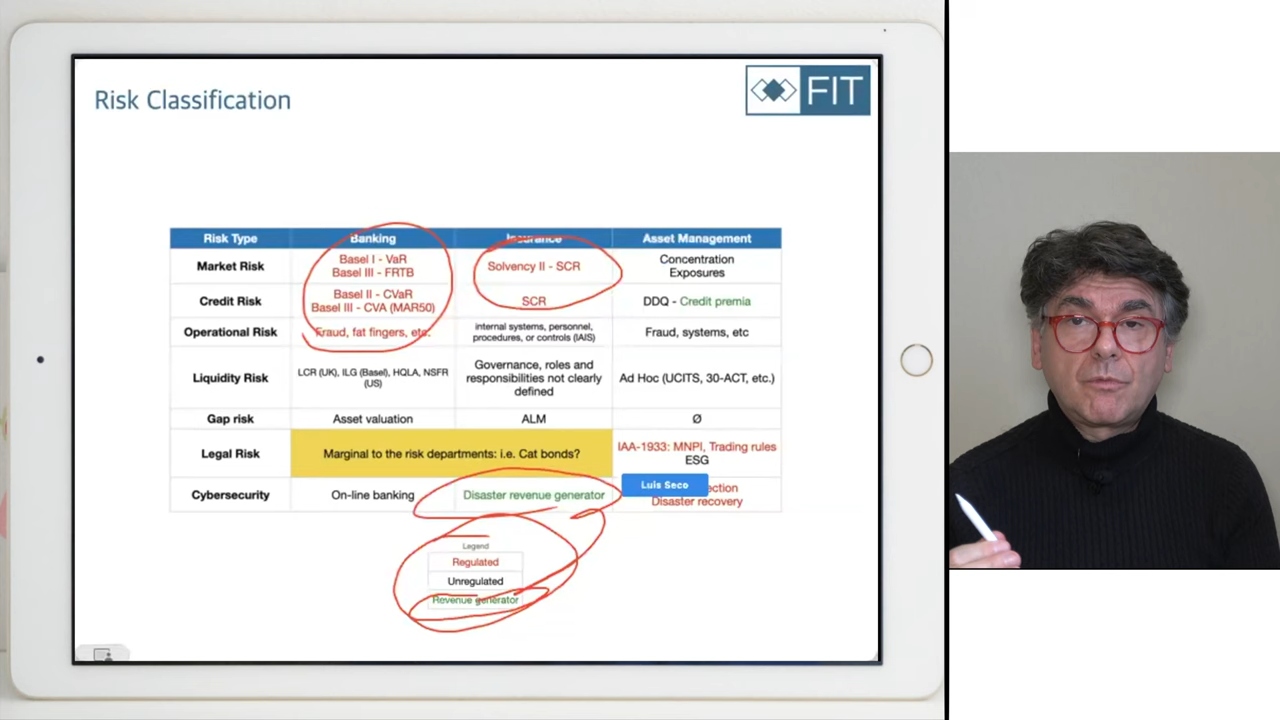 Risk Classification
FIT
Risk Type Banking Insurance Asset Management
Market Risk
Basel I - VaR
Basel III - FRTB
Solvency II - SCR
Concentration
Exposures
Credit Risk
Basel II - CVaR
Basel III - CVA (MAR50)
SCR
DDQ - Credit premia
Operational Risk
Fraud, fat fingers, etc.
internal systems, personnel,
procedures, or controls (IAIS)
Fraud, systems, etc
Liquidity Risk
LCR (UK), ILG (Basel), HQLA, NSFR
(US)
Governance, roles and
responsibilities not clearly
defined
Ad Hoc (UCITS, 30-ACT, etc.)
Gap risk
Asset valuation
ALM
Ø
Legal Risk
Marginal to the risk departments: i.e. Cat bonds?
IAA-1933: MNPI, Trading rules
ESG
Cybersecurity
On-line banking
Disaster revenue generator
Disaster recovery
Luis Seco
Legend
Regulated
Unregulated
Revenue generator